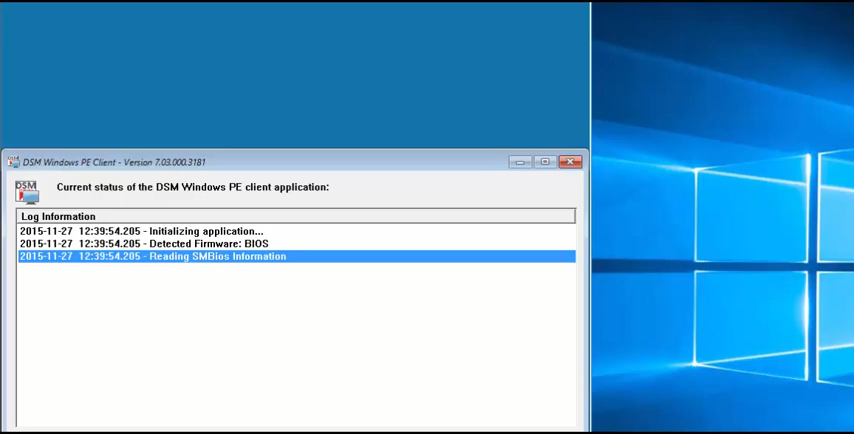 DSM Windows PE Client - Version 7.03.000.3181
DSM
Current status of the DSM Windows PE client application:
Log Information
2015-11-27 12:39:54.205 - Initializing application...
2015-11-27 12:39:54.205 - Detected Firmware: BIOS
2015-11-27 12:39:54.205 - Reading SMBios Information